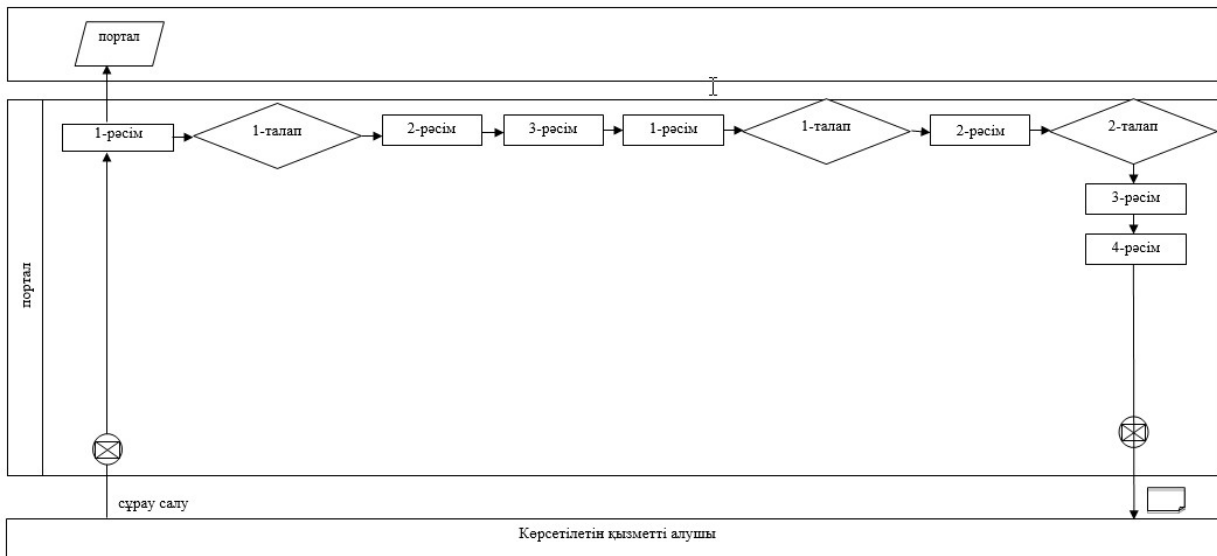 портал
1-рәсім
1-талап
2-рәсім
3-рәсім
1-рәсім
1-талап
2-рәсім
2-талап
3-рәсім
4-рәсім
портал
сұрау салу
Көрсетілетін қызметті алушы